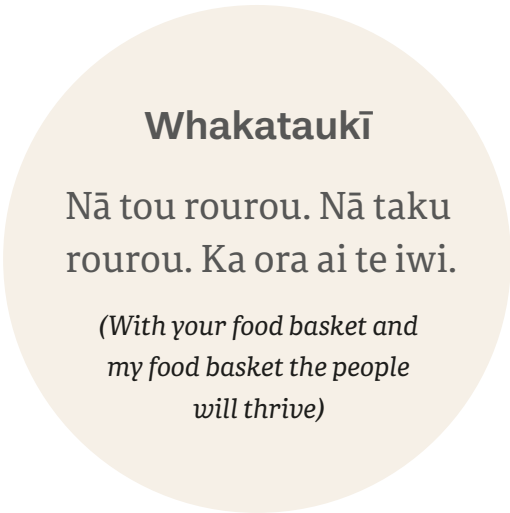 Whakataukī
Nā tou rourou. Nā taku
rourou. Ka ora ai te iwi.
(With your food basket and
my food basket the people
will thrive)